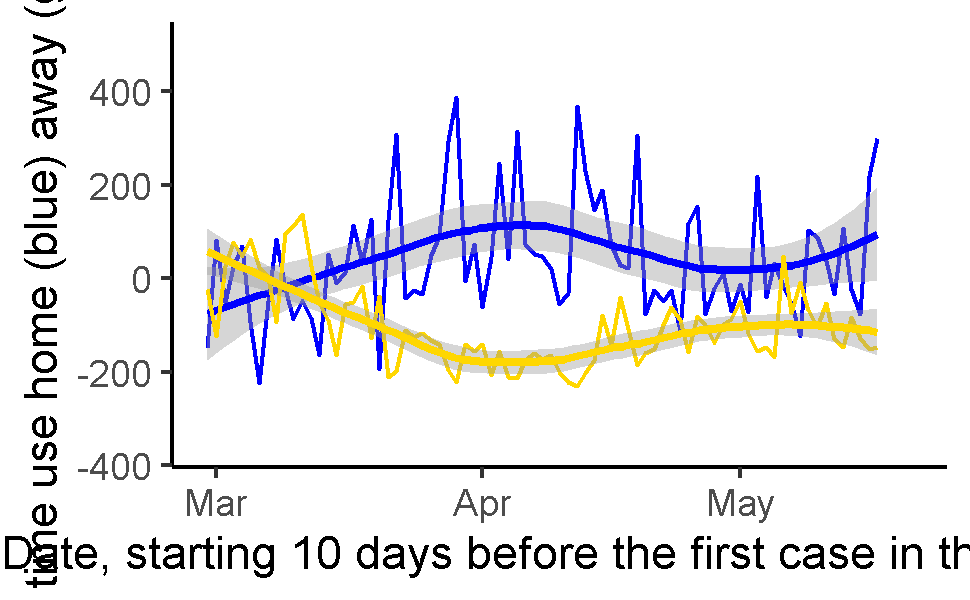 time use home (blue) away (
400
200
0
-200
-400
Mar Apr May
Date, starting 10 days before the first case in th